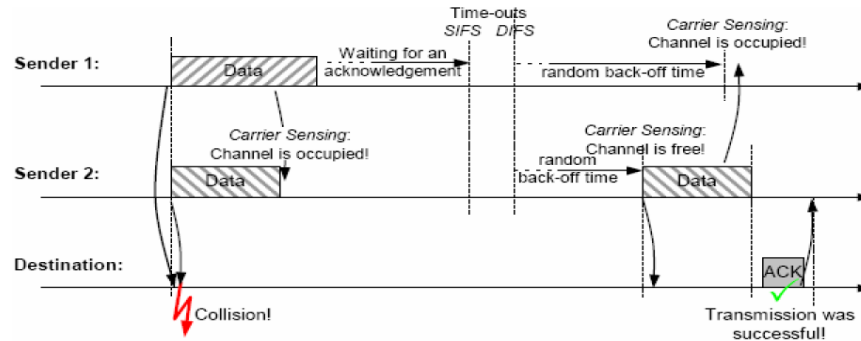 Time-outs
SIFS DIFS
Carrier Sensing:
Channel is occupied!
Sender 1:
Data
Waiting for an
acknowledgement
random back-off time
Carrier Sensing:
Channel is occupied!
Carrier Sensing:
Channel is free!
Sender 2:
Data
random
back-off time
Data
Destination:
ACK
Collision!
Transmission was
successful!